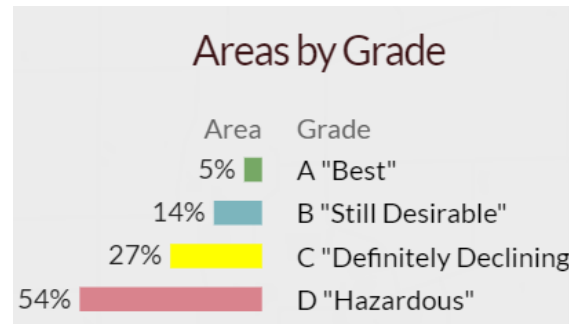 Areas by Grade
Area Grade
5% A "Best"
14% B "Still Desirable"
27% C "Definitely Declining
54% D "Hazardous"